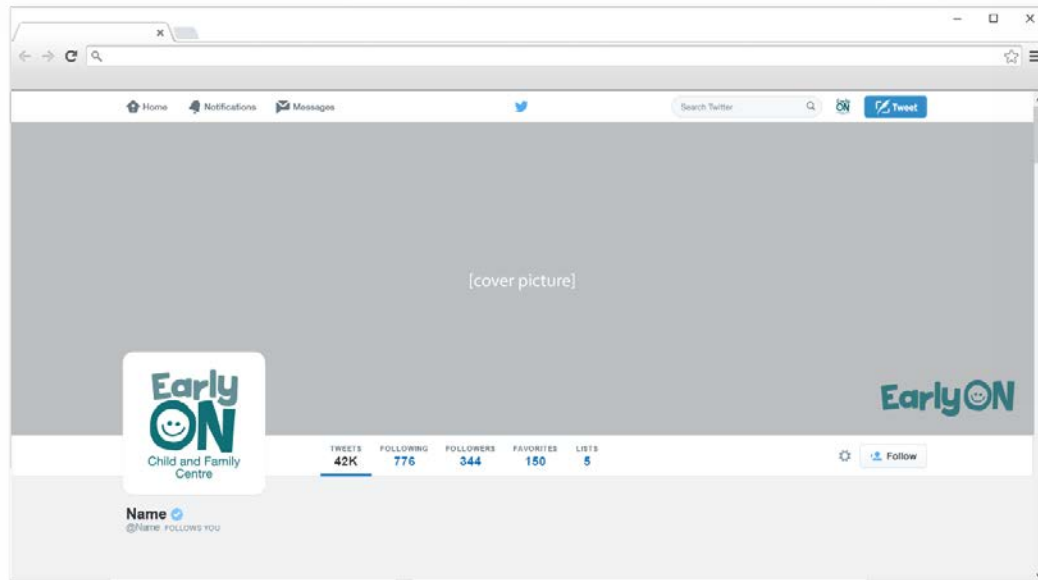 Home Notifications Messages Search Twitter ON Tweet
[cover picture]
Early
ON
Child and Family
Centre
EarlyON
TWEETS FOLLOWING FOLLOWERS FAVORITES LISTS
42K 776 344 150 5
Follow
Name
@Name FOLLOWS YOU